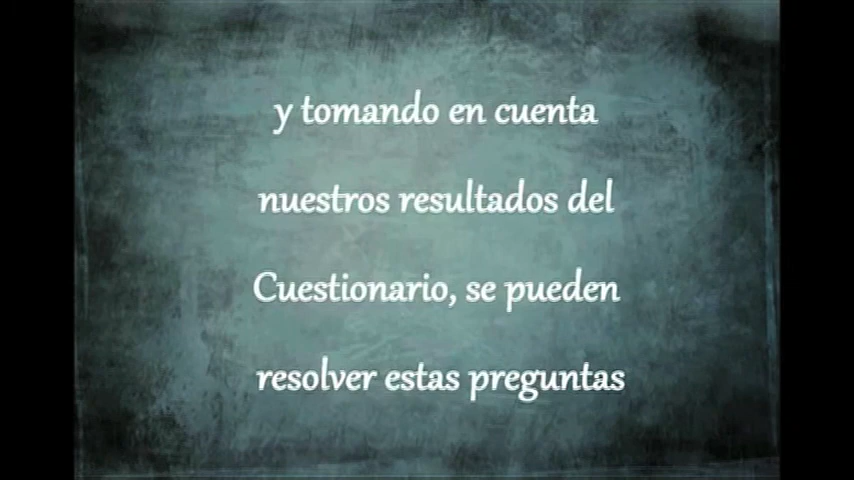 y tomando en cuenta
nuestros resultados del
Cuestionario, se pueden
resolver estas preguntas